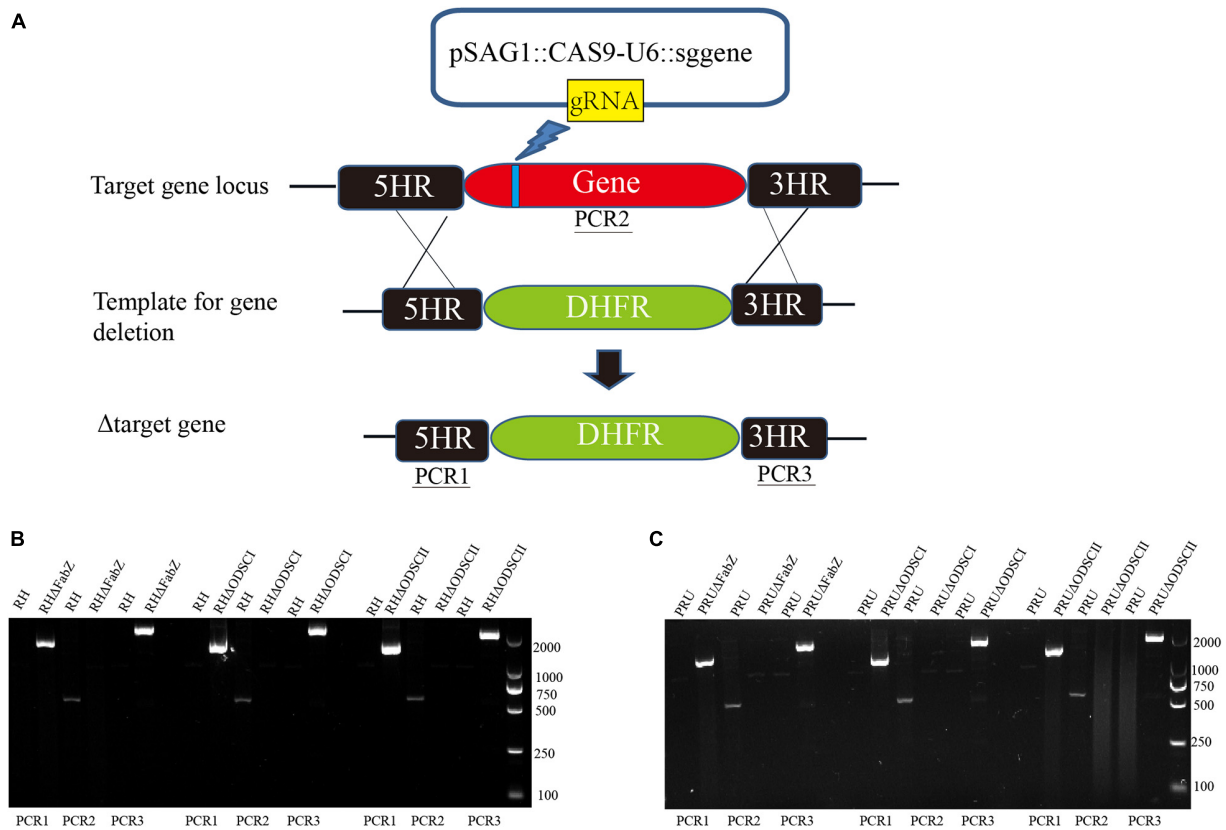 A
pSAG1::CAS9-U6::sggene
gRNA
Target gene locus
5HR
Gene
3HR
PCR2
Template for gene
deletion
5HR
DHFR
3HR
Δtarget gene
5HR
DHFR
3HR
PCR1
PCR3
B
RH
RHΔFabZ
RH
RHΔFabZ
RH
RHΔFabZ
RH
RHΔODSCI
RH
RHΔODSCI
RH
RHΔODSCI
RH
RHΔODSCII
RH
RHΔODSCII
RH
RHΔODSCII
2000
1000
750
500
250
100
PCR1 PCR2 PCR3 PCR1 PCR2 PCR3 PCR1 PCR2 PCR3
C
PRU
PRUΔFabZ
PRU
PRUΔFabZ
PRU
PRUΔFabZ
PRU
PRUΔODSCI
PRU
PRUΔODSCI
PRU
PRUΔODSCI
PRU
PRUΔODSCII
PRU
PRUΔODSCII
PRU
PRUΔODSCII
2000
1000
750
500
250
100
PCR1 PCR2 PCR3 PCR1 PCR2 PCR3 PCR1 PCR2 PCR3